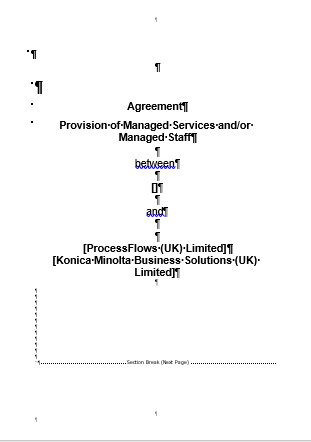 Agreement¶
Provision·of·Managed·Services·and/or·
Managed·Staff¶
between¶
[]¶
and¶
[ProcessFlows·(UK)·Limited]¶
[Konica·Minolta·Business·Solutions·(UK)·
Limited]¶
Section Break (Next Page)